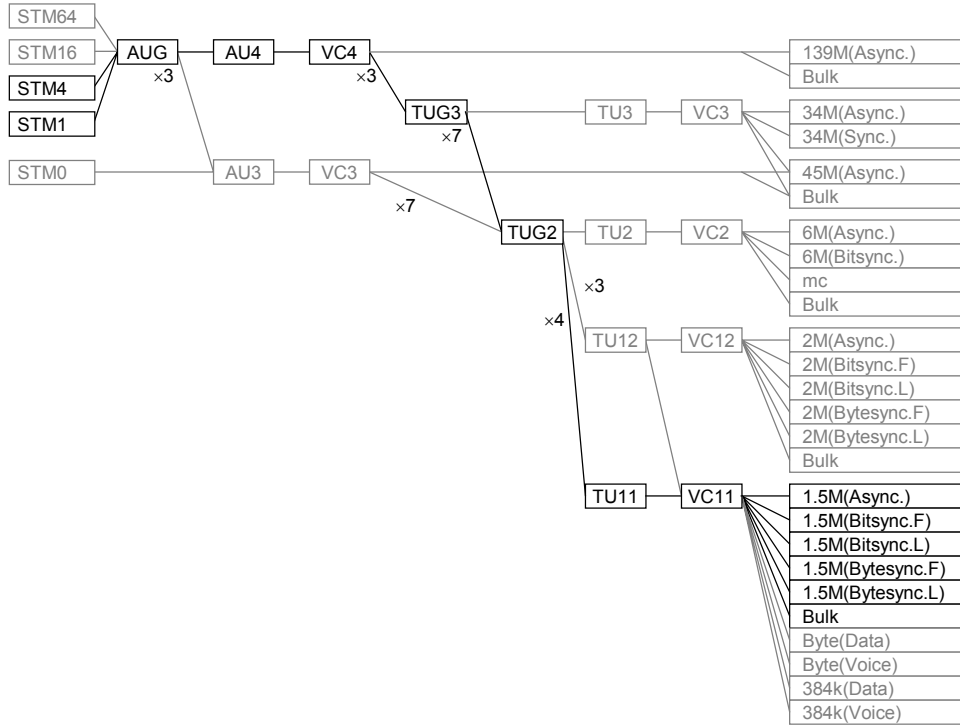 STM64
STM16 AUG AU4 VC4 139M(Async.)
×3 ×3 Bulk
STM4
TUG3 TU3 VC3 34M(Async.)
STM1 ×7 34M(Sync.)
STM0 AU3 VC3 45M(Async.)
Bulk
×7
TUG2 TU2 VC2 6M(Async.)
6M(Bitsync.)
×3 mc
Bulk
×4
TU12 VC12 2M(Async.)
2M(Bitsync.F)
2M(Bitsync.L)
2M(Bytesync.F)
2M(Bytesync.L)
Bulk
TU11 VC11 1.5M(Async.)
1.5M(Bitsync.F)
1.5M(Bitsync.L)
1.5M(Bytesync.F)
1.5M(Bytesync.L)
Bulk
Byte(Data)
Byte(Voice)
384k(Data)
384k(Voice)